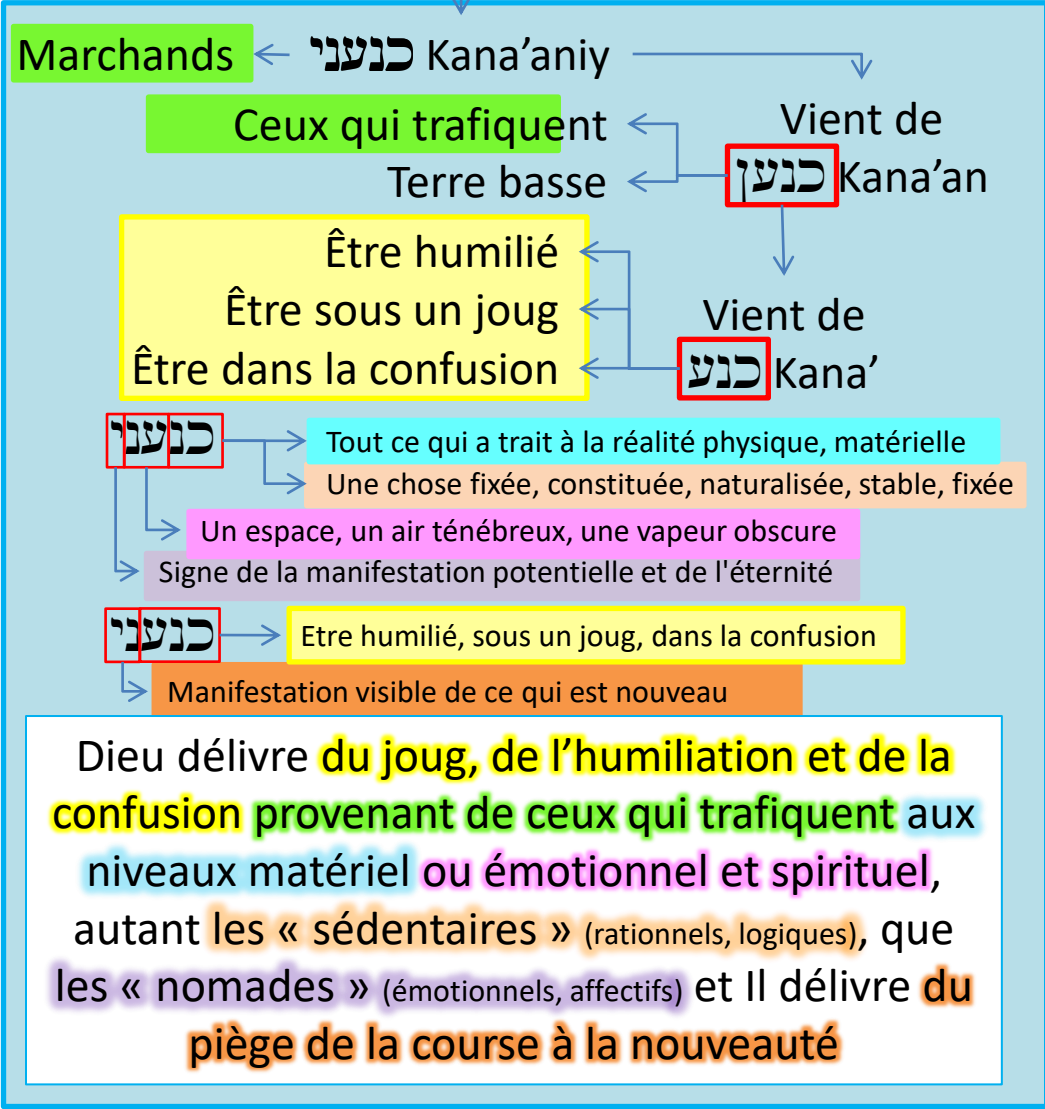 Marchands כנעני Kana’aniy
Ceux qui trafiquent
Vient de
Terre basse
כנען Kana’an
Être humilié
Être sous un joug
Vient de
Être dans la confusion
כנע Kana’
כנעני
Tout ce qui a trait à la réalité physique, matérielle
Une chose fixée, constituée, naturalisée, stable, fixée
Un espace, un air ténébreux, une vapeur obscure
Signe de la manifestation potentielle et de l'éternité
כנעני
Etre humilié, sous un joug, dans la confusion
Manifestation visible de ce qui est nouveau
Dieu délivre du joug, de l’humiliation et de la
confusion provenant de ceux qui trafiquent aux
niveaux matériel ou émotionnel et spirituel,
autant les « sédentaires » (rationnels, logiques), que
les « nomades » (émotionnels, affectifs) et Il délivre du
piège de la course à la nouveauté